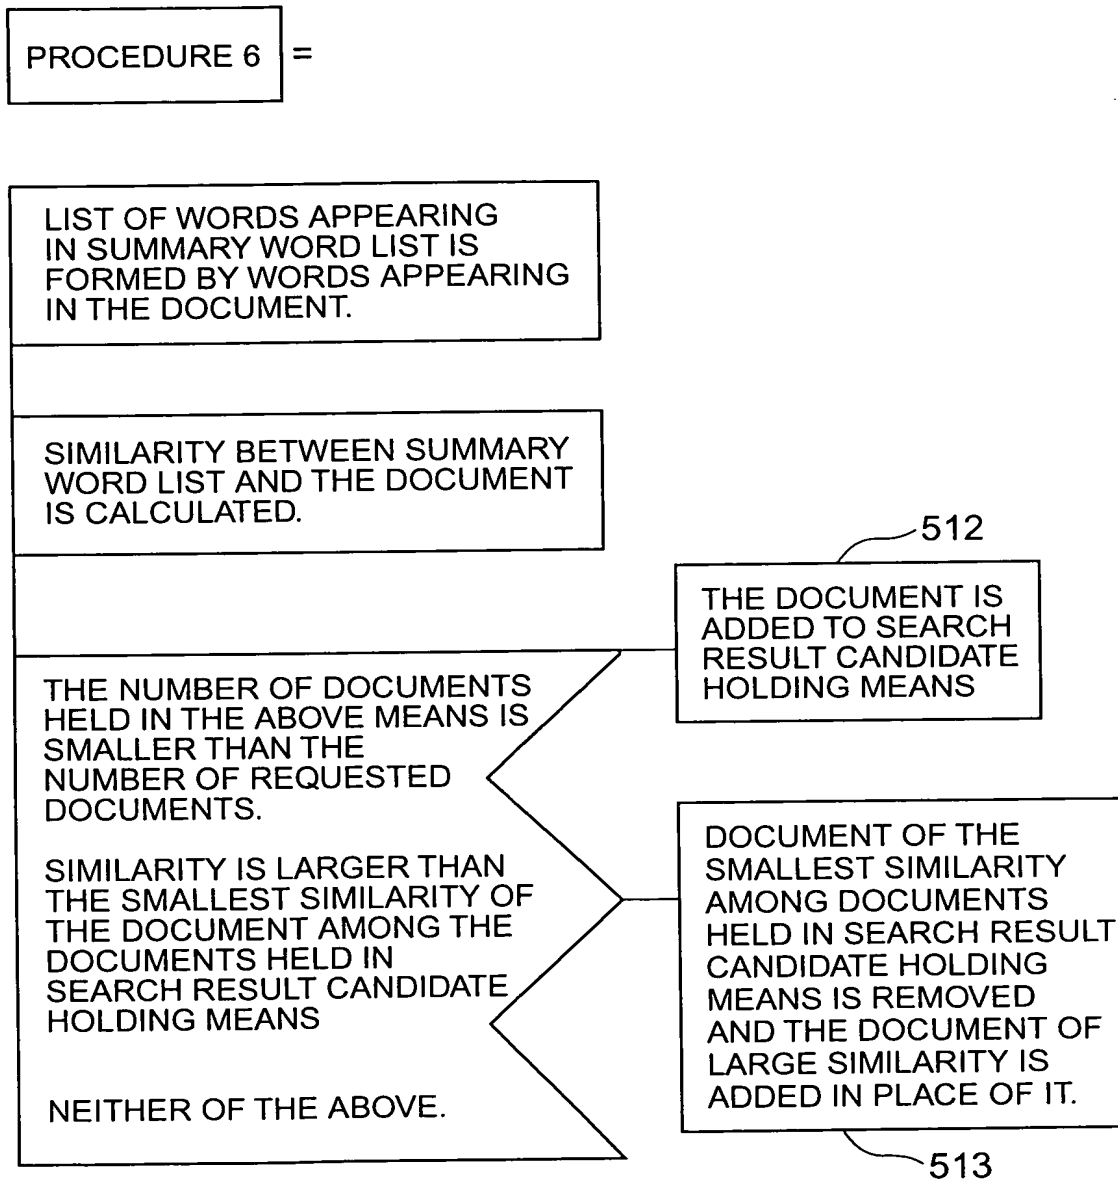 PROCEDURE 6 =
LIST OF WORDS APPEARING
IN SUMMARY WORD LIST IS
FORMED BY WORDS APPEARING
IN THE DOCUMENT.
SIMILARITY BETWEEN SUMMARY
WORD LIST AND THE DOCUMENT
IS CALCULATED.
512
THE DOCUMENT IS
ADDED TO SEARCH
RESULT CANDIDATE
HOLDING MEANS
THE NUMBER OF DOCUMENTS
HELD IN THE ABOVE MEANS IS
SMALLER THAN THE
NUMBER OF REQUESTED
DOCUMENTS.
SIMILARITY IS LARGER THAN
THE SMALLEST SIMILARITY OF
THE DOCUMENT AMONG THE
DOCUMENTS HELD IN
SEARCH RESULT CANDIDATE
HOLDING MEANS
NEITHER OF THE ABOVE.
DOCUMENT OF THE
SMALLEST SIMILARITY
AMONG DOCUMENTS
HELD IN SEARCH RESULT
CANDIDATE HOLDING
MEANS IS REMOVED
AND THE DOCUMENT OF
LARGE SIMILARITY IS
ADDED IN PLACE OF IT.
513